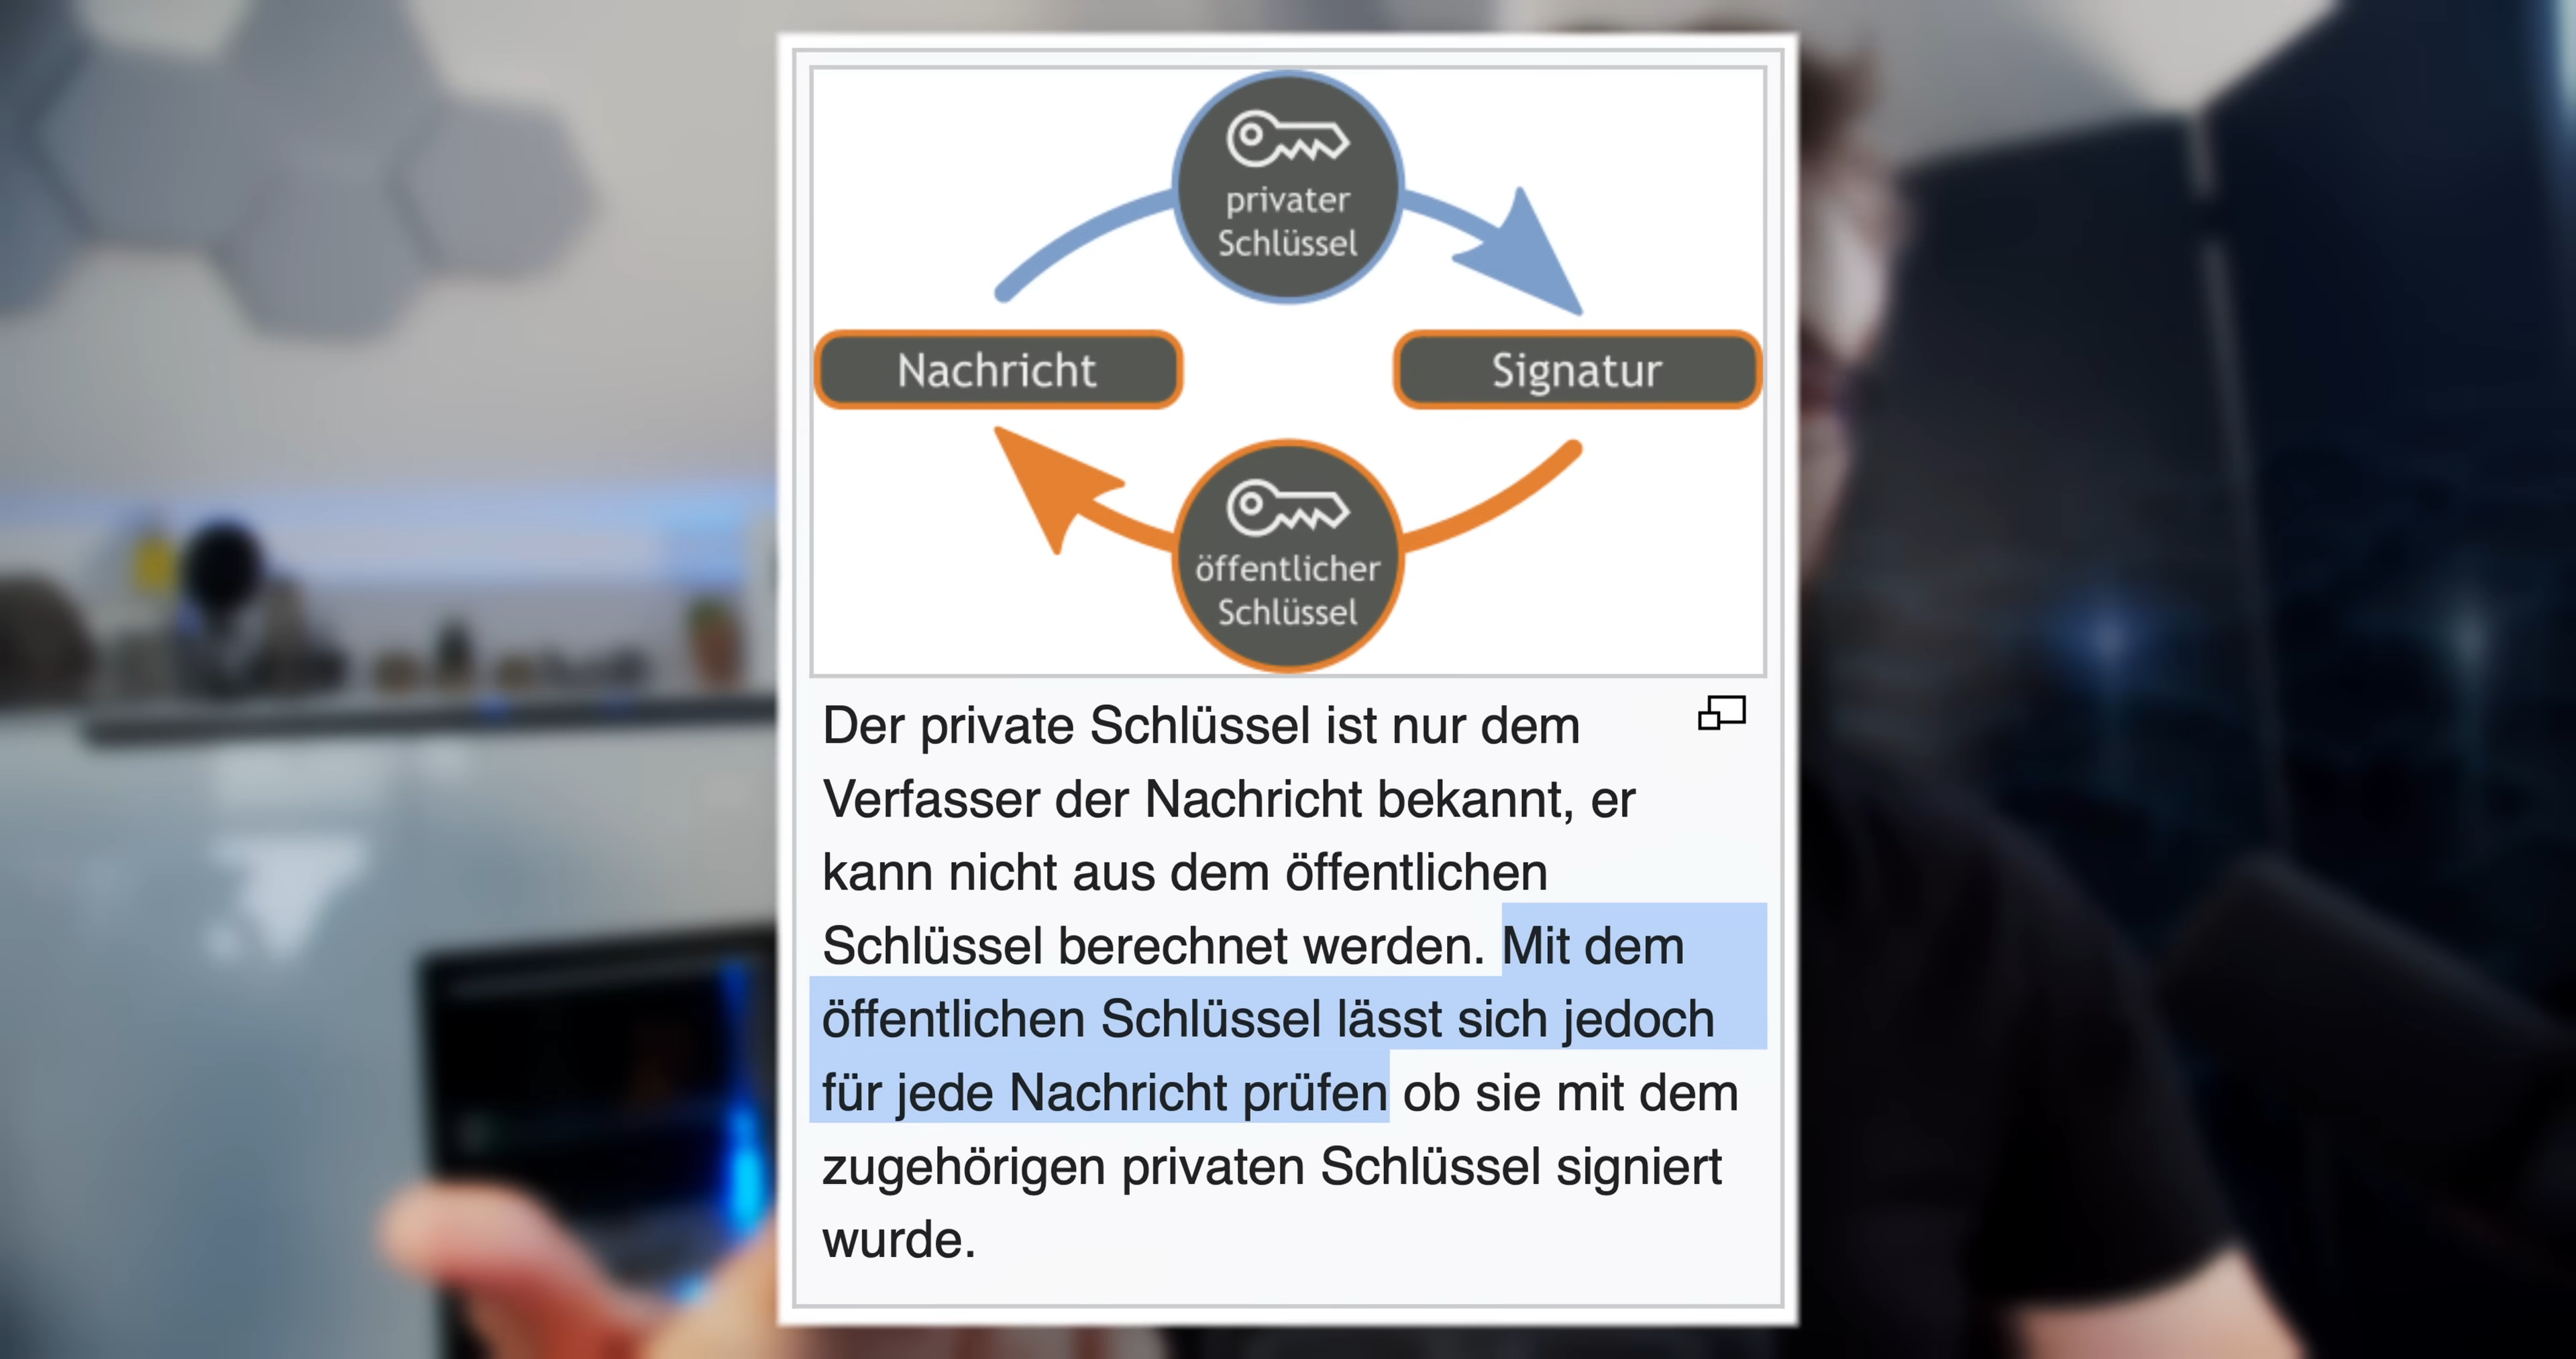 privater
Schlüssel
Nachricht
Signatur
öffentlicher
Schlüssel
Der private Schlüssel ist nur dem
Verfasser der Nachricht bekannt, er
kann nicht aus dem öffentlichen
Schlüssel berechnet werden. Mit dem
öffentlichen Schlüssel lässt sich jedoch
für jede Nachricht prüfen ob sie mit dem
zugehörigen privaten Schlüssel signiert
wurde.